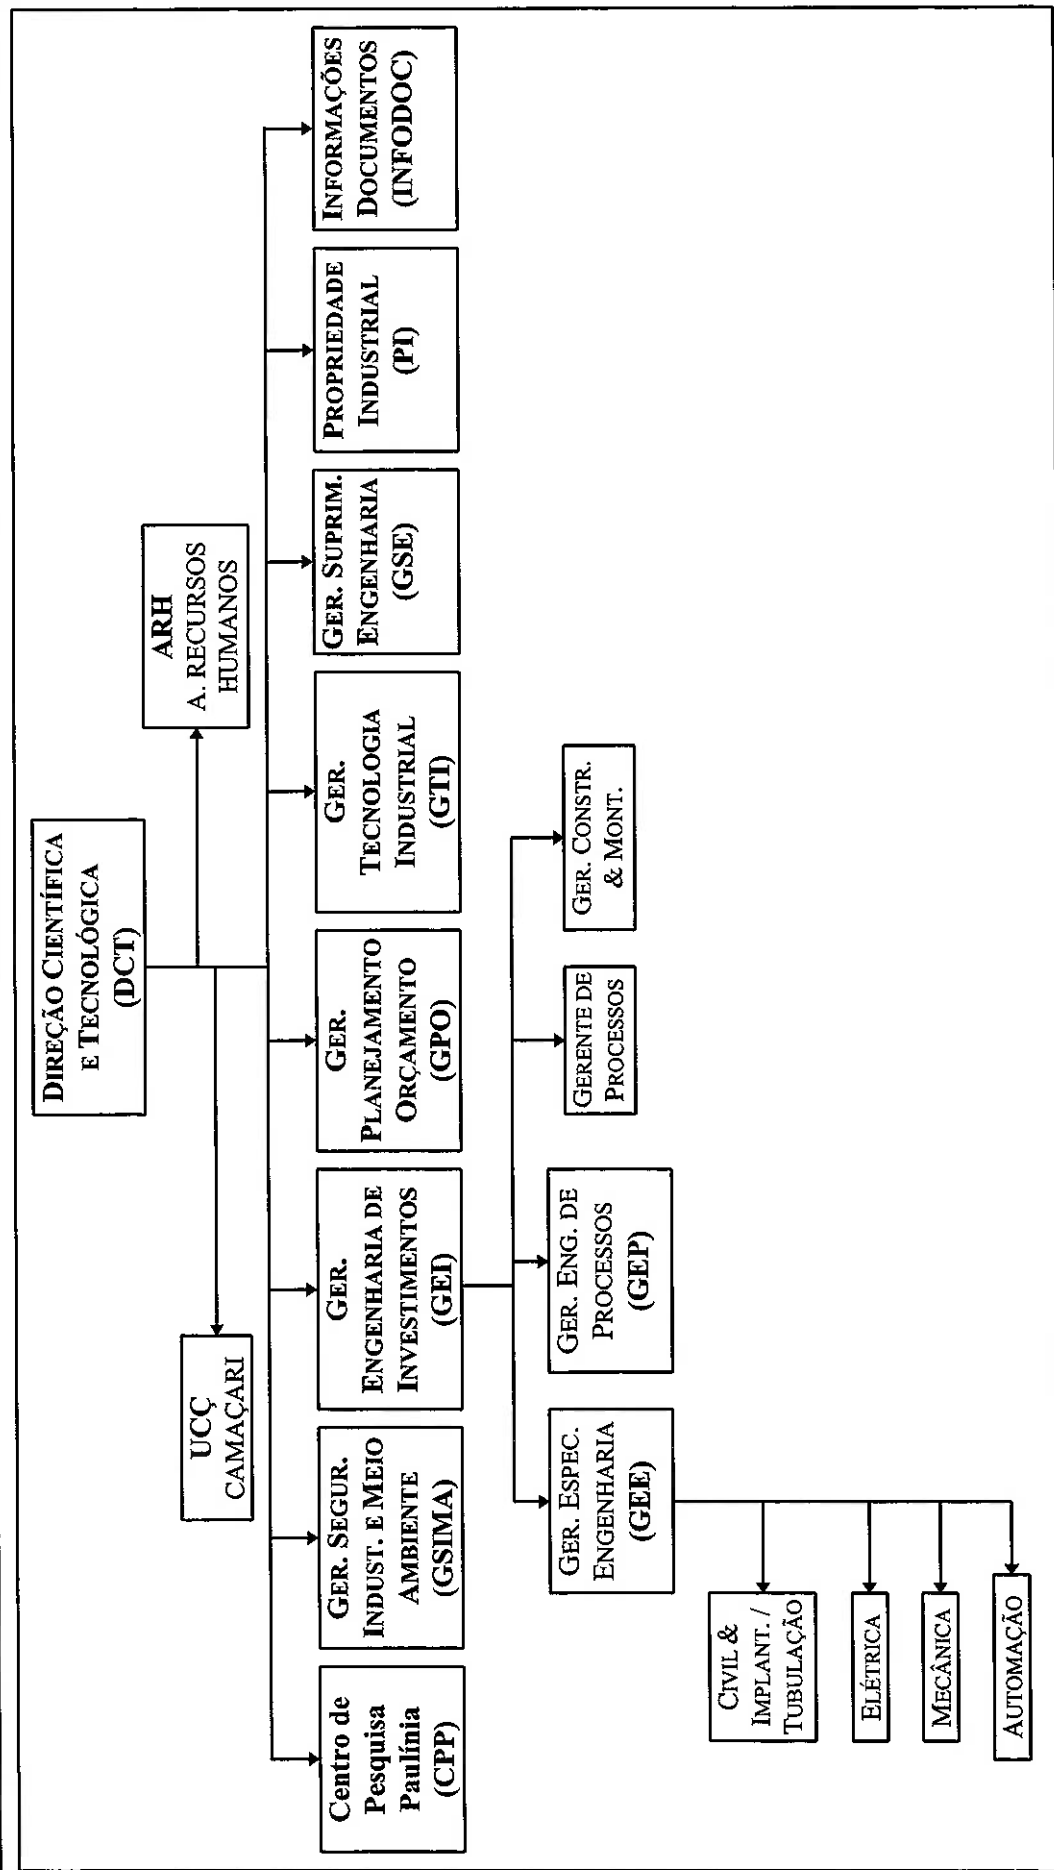 DIREÇÃO CIENTÍFICA
E TECNOLÓGICA
(DCT)
ARH
A. RECURSOS
HUMANOS
UCÇ
CAMAÇARI
Centro de
Pesquisa
Paulínia
(CPP)
GER. SEGUR.
INDUST. E MEIO
AMBIENTE
(GSIMA)
GER.
ENGENHARIA DE
INVESTIMENTOS
(GEI)
GER.
PLANEJAMENTO
ORÇAMENTO
(GPO)
GER.
TECNOLOGIA
INDUSTRIAL
(GTI)
GER. SUPRIM.
ENGENHARIA
(GSE)
PROPRIEDADE
INDUSTRIAL
(PI)
INFORMAÇÕES
DOCUMENTOS
(INFODOC)
GER. ESPEC.
ENGENHARIA
(GEE)
GER. ENG. DE
PROCESSOS
(GEP)
GERENTE DE
PROCESSOS
GER. CONSTR.
& MONT.
CIVIL &
IMPLANT. /
TUBULAÇÃO
ELÉTRICA
MECÂNICA
AUTOMAÇÃO